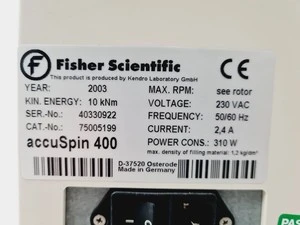 F Fisher Scientific CE
This product is produced by Kendro Laboratory GmbH
YEAR: 2003 MAX. RPM: see rotor
KIN. ENERGY: 10 kNm VOLTAGE: 230 VAC
SER.-No.: 40330922 FREQUENCY: 50/60 Hz
CAT.-No.: 75005199 CURRENT: 2,4 A
accuSpin 400 POWER CONS.: 310 W
max. density of filling material: 1,2 kg/dm³
D-37520 Osterode
Made in Germany
PAS